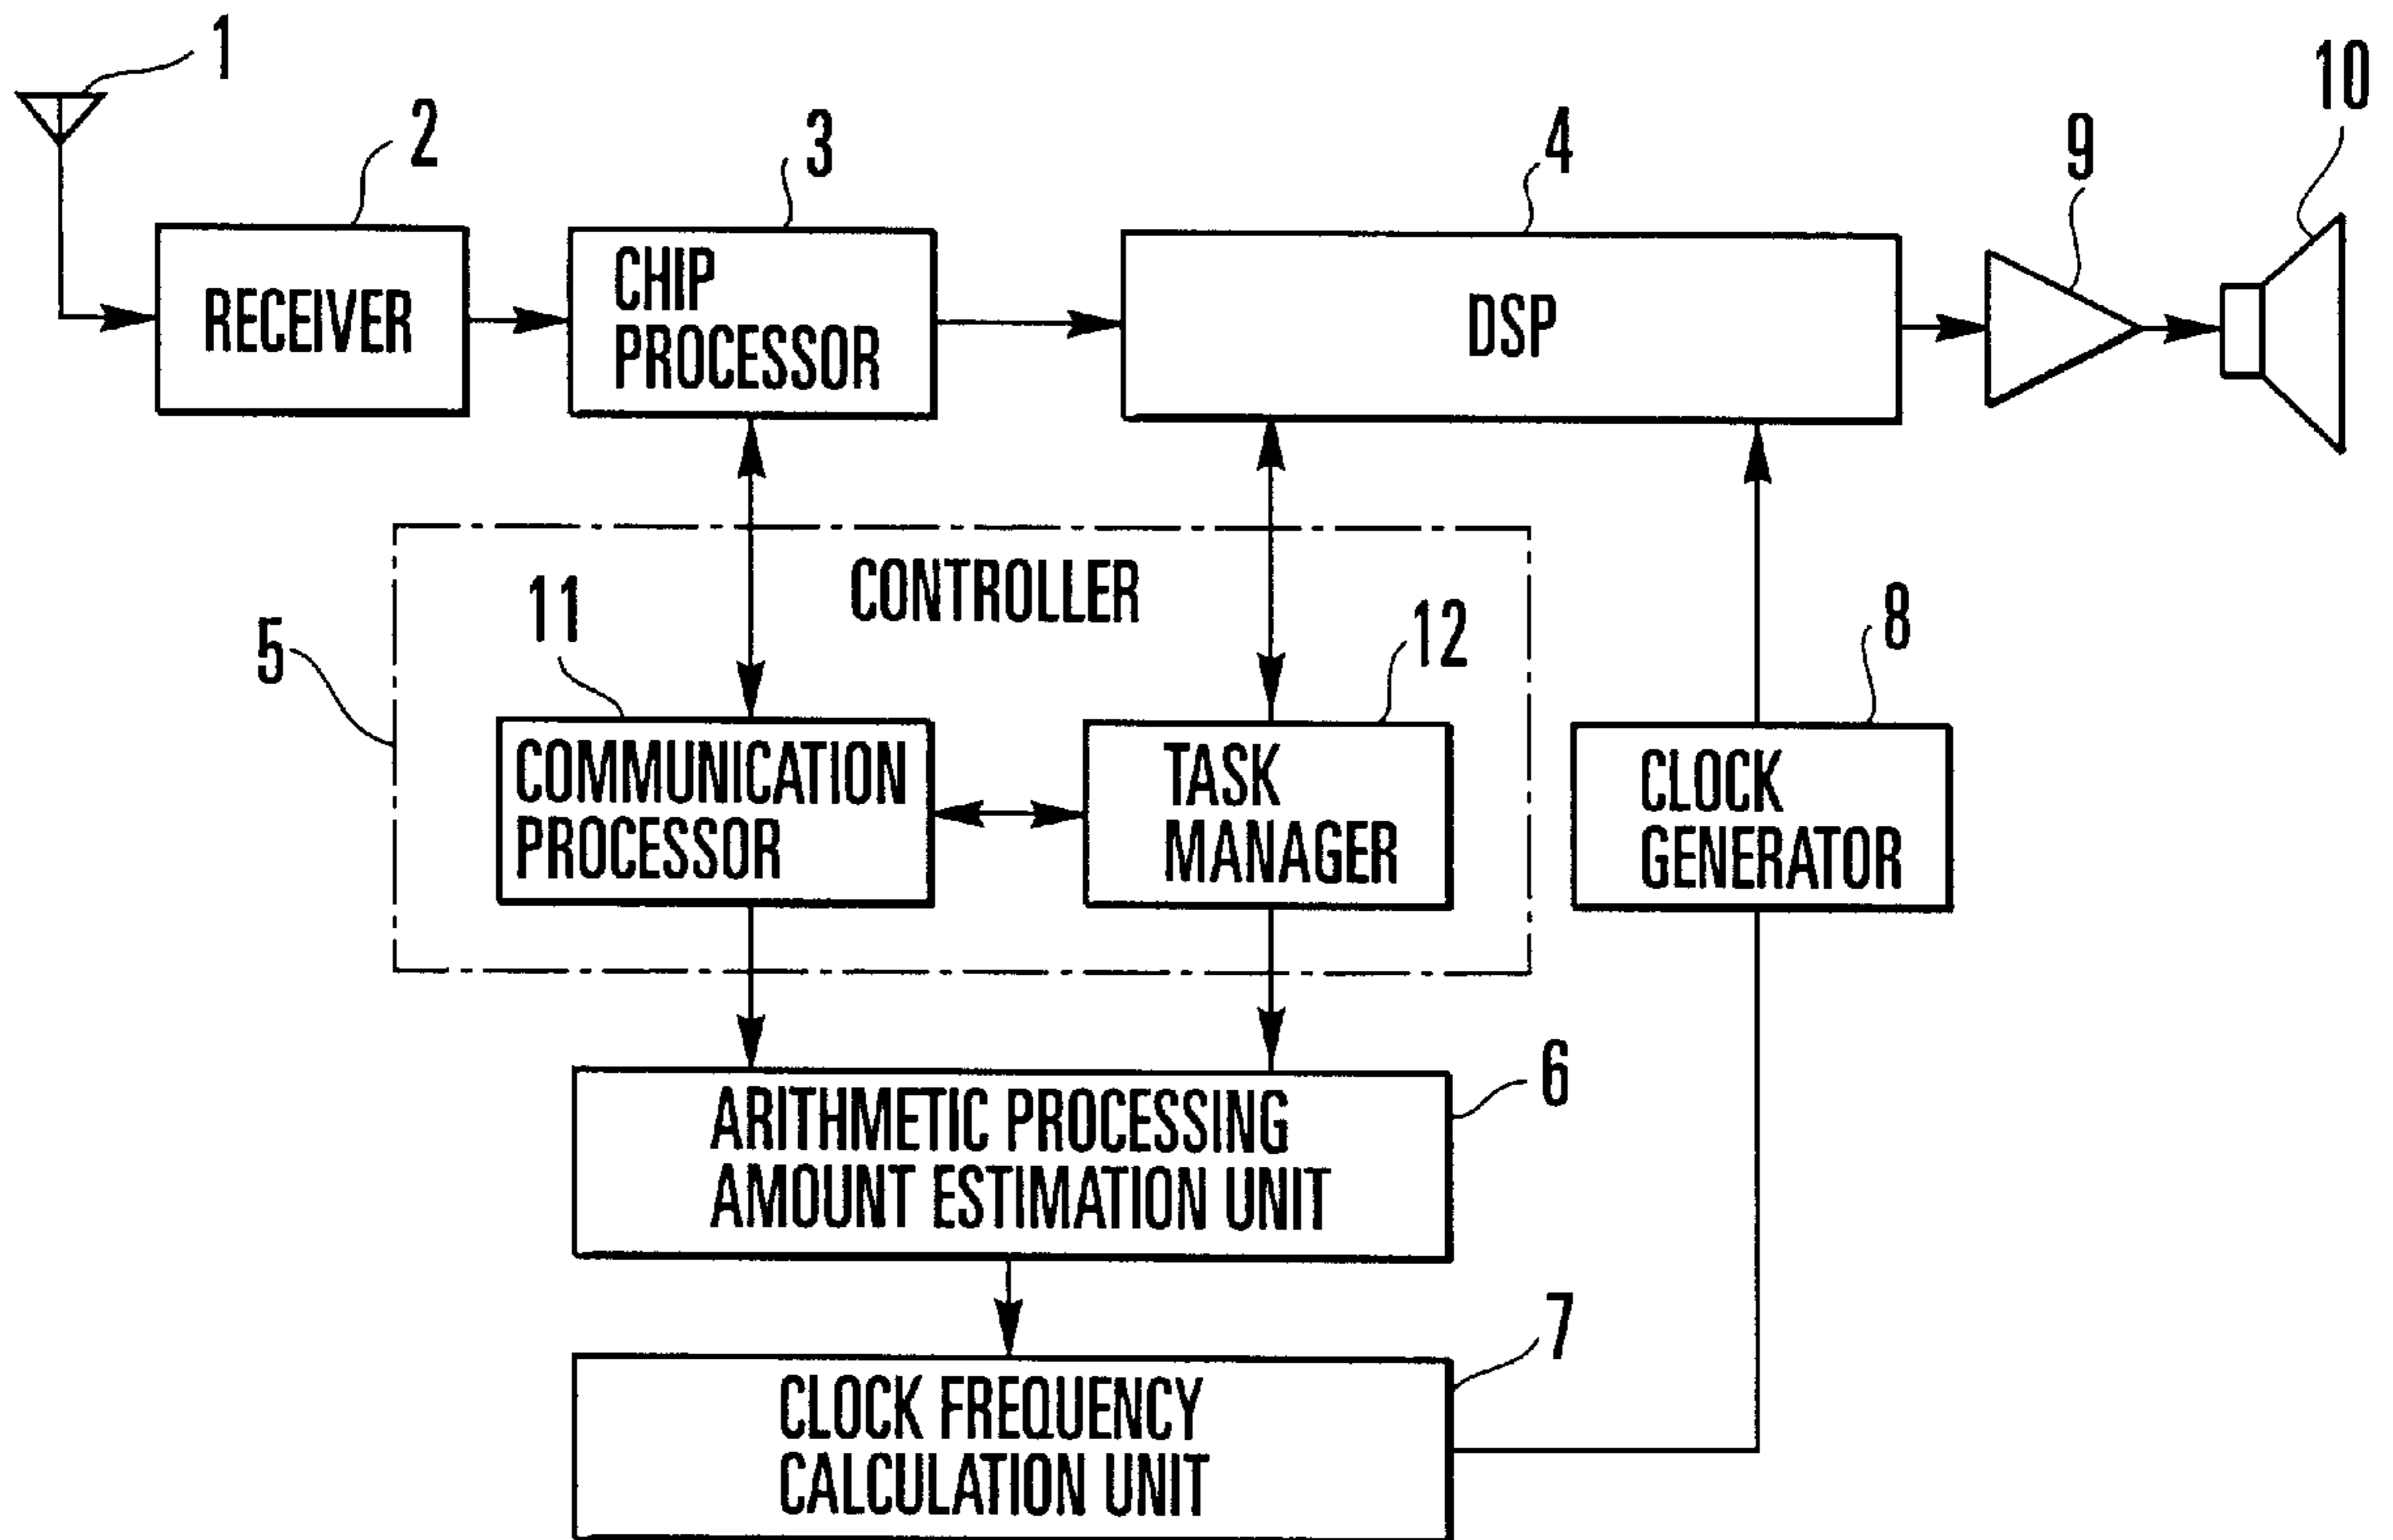 1
2
3
4
9
10
RECEIVER
CHIP
PROCESSOR
DSP
CONTROLLER
5
11
12
8
COMMUNICATION
PROCESSOR
TASK
MANAGER
CLOCK
GENERATOR
6
ARITHMETIC PROCESSING
AMOUNT ESTIMATION UNIT
7
CLOCK FREQUENCY
CALCULATION UNIT